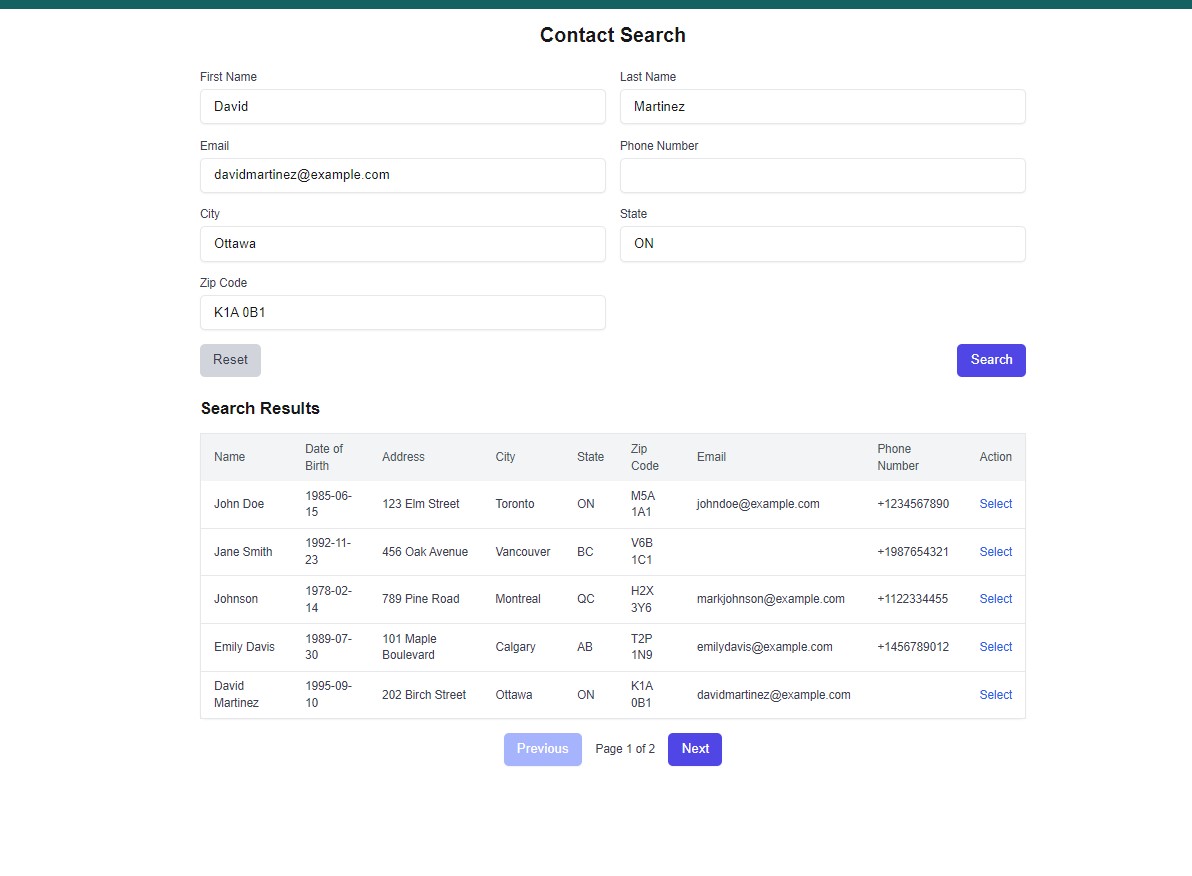 Contact Search
First Name
Last Name
David
Martinez
Email
Phone Number
davidmartinez@example.com
City
State
Ottawa
ON
Zip Code
K1A 0B1
Reset
Search
Search Results
Name Date of Birth Address City State Zip Code Email Phone Number Action
John Doe 1985-06-15 123 Elm Street Toronto ON M5A 1A1 johndoe@example.com +1234567890 Select
Jane Smith 1992-11-23 456 Oak Avenue Vancouver BC V6B 1C1 +1987654321 Select
Johnson 1978-02-14 789 Pine Road Montreal QC H2X 3Y6 markjohnson@example.com +1122334455 Select
Emily Davis 1989-07-30 101 Maple Boulevard Calgary AB T2P 1N9 emilydavis@example.com +1456789012 Select
David Martinez 1995-09-10 202 Birch Street Ottawa ON K1A 0B1 davidmartinez@example.com Select
Previous Page 1 of 2 Next